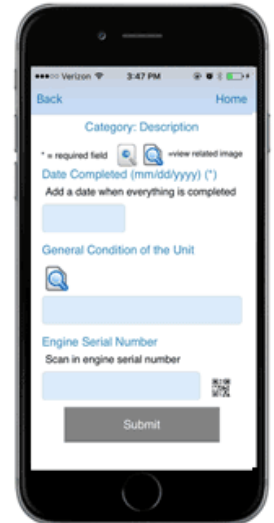 Verizon 3:47 PM
Back Home
Category: Description
* = required field =view related image
Date Completed (mm/dd/yyyy) (*)
Add a date when everything is completed
General Condition of the Unit
Engine Serial Number
Scan in engine serial number
Submit